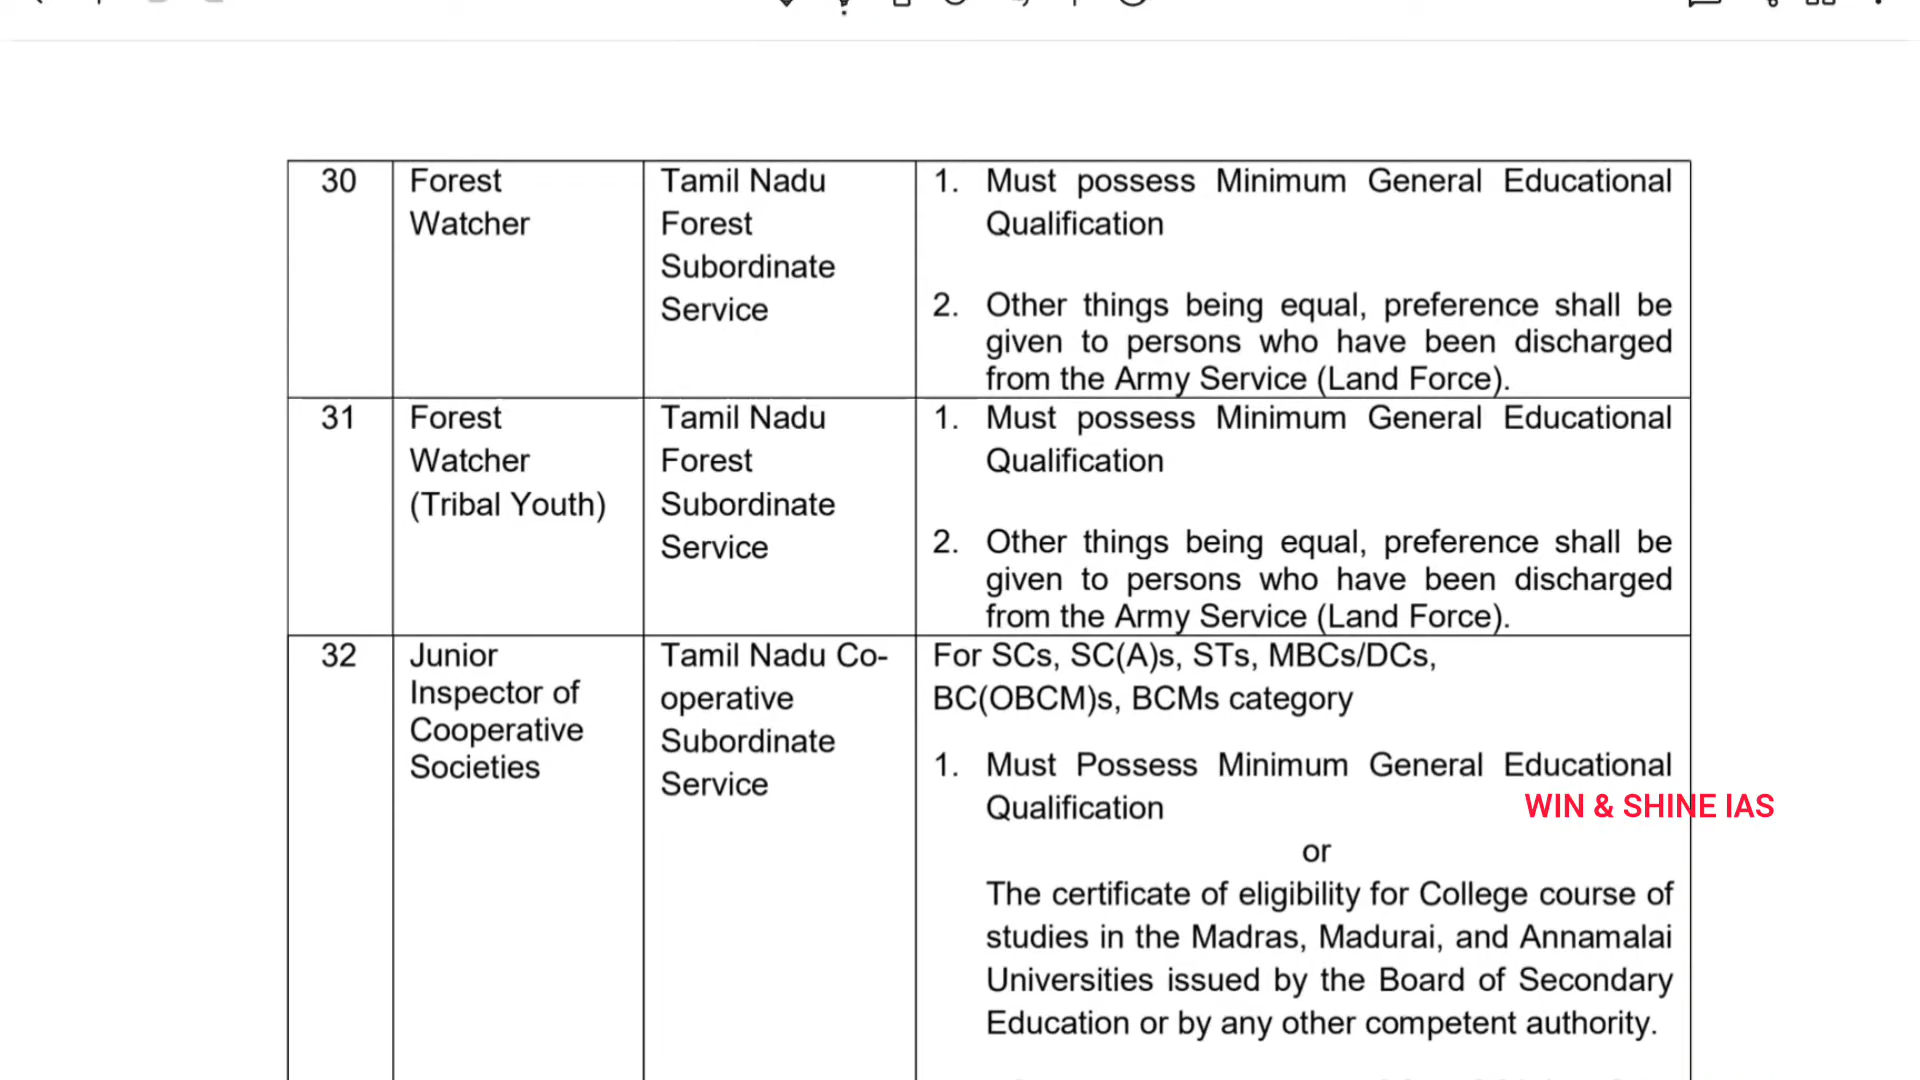 30
Forest
Watcher
Tamil Nadu
Forest
Subordinate
Service
1. Must possess Minimum General Educational
Qualification
2. Other things being equal, preference shall be
given to persons who have been discharged
from the Army Service (Land Force).
31
Forest
Watcher
(Tribal Youth)
Tamil Nadu
Forest
Subordinate
Service
1. Must possess Minimum General Educational
Qualification
2. Other things being equal, preference shall be
given to persons who have been discharged
from the Army Service (Land Force).
32
Junior
Inspector of
Cooperative
Societies
Tamil Nadu Co-
operative
Subordinate
Service
For SCs, SC(A)s, STs, MBCs/DCs,
BC(OBCM)s, BCMs category
1. Must Possess Minimum General Educational
Qualification
or
The certificate of eligibility for College course of
studies in the Madras, Madurai, and Annamalai
Universities issued by the Board of Secondary
Education or by any other competent authority.
WIN & SHINE IAS